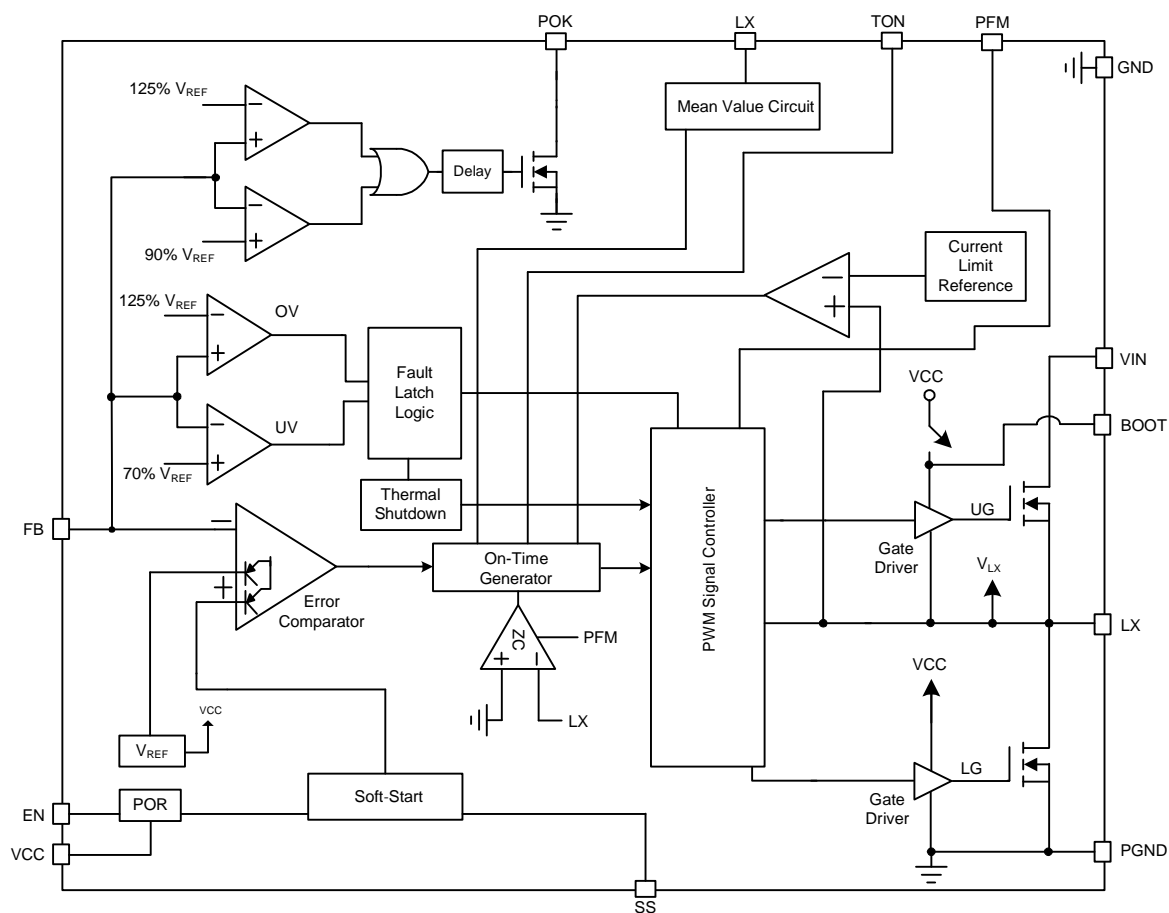 POK
LX
TON
PFM
GND
125% VREF
−
+
Mean Value Circuit
Delay
−
+
90% VREF
Current
Limit
Reference
−
+
125% VREF
OV
−
+
Fault
Latch
Logic
VIN
VCC
BOOT
UV
−
+
70% VREF
Thermal
Shutdown
FB
−
+
Error
Comparator
On-Time
Generator
PWM Signal Controller
UG
Gate
Driver
VLX
LX
ZC
+
−
PFM
LX
VCC
VREF
VCC
LG
Gate
Driver
Soft-Start
POR
EN
VCC
PGND
SS